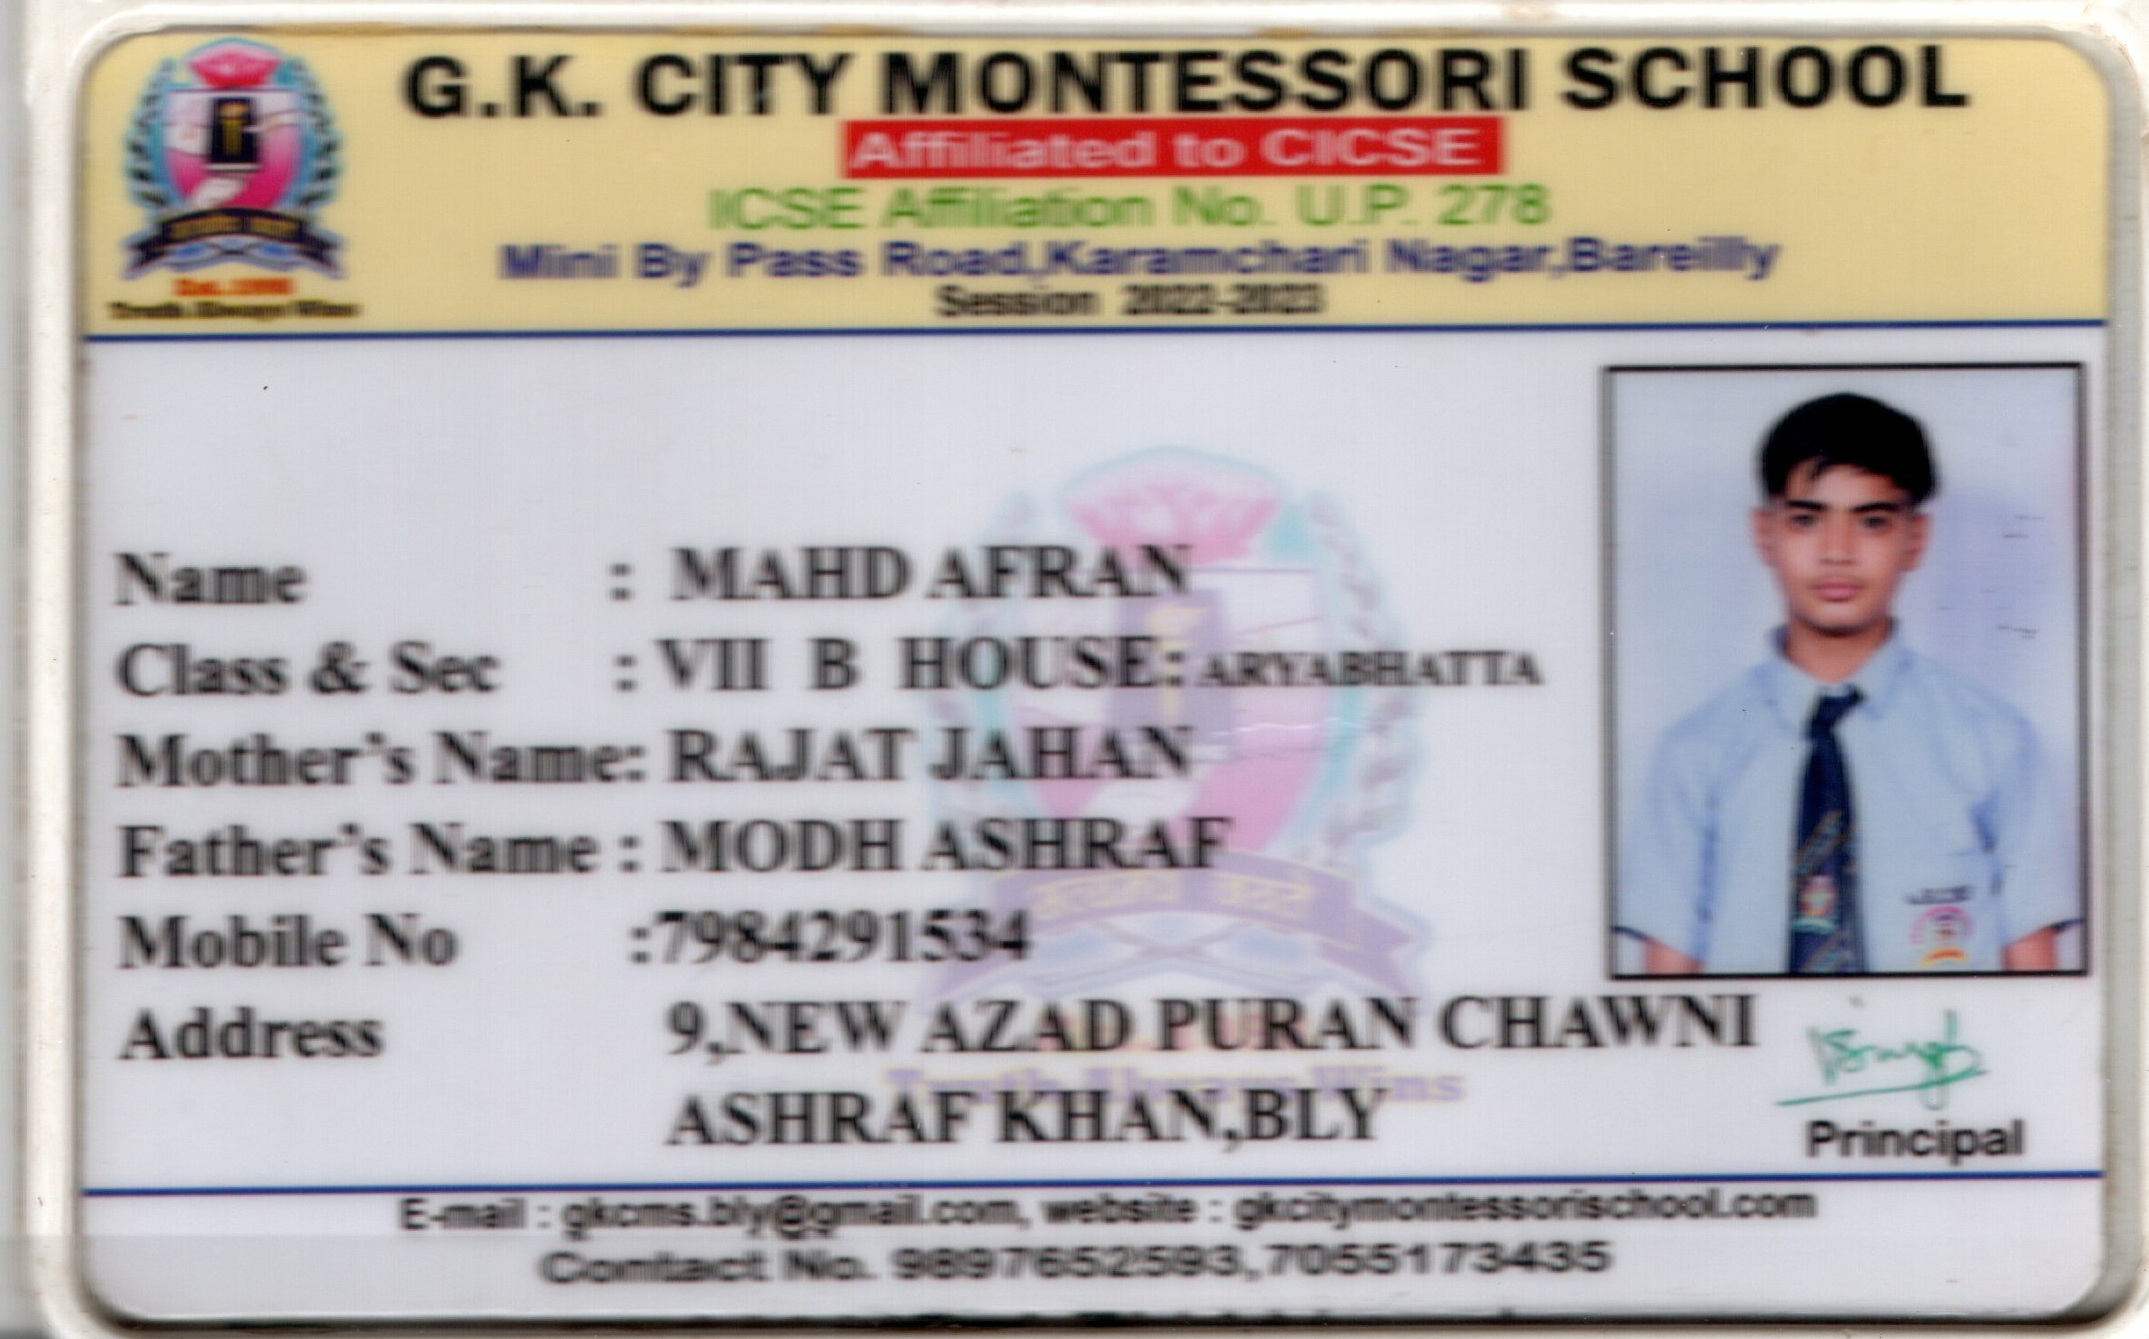 G.K. CITY MONTESSORI SCHOOL
Affiliated to CICSE
ICSE Affiliation No. U.P. 278
Mini By Pass Road,Karamchari Nagar,Bareilly
Session 2022-2023
Truth Always Wins
Name : MAHD AFRAN
Class & Sec : VII B HOUSE: ARYABHATTA
Mother's Name: RAJAT JAHAN
Father's Name : MODH ASHRAF
Mobile No :7984291534
Address 9,NEW AZAD PURAN CHAWNI
ASHRAF KHAN,BLY
Truth Always Wins
Principal
E-mail : gkcms.bly@gmail.com, website : gkcitymontessorischool.com
Contact No. 9897652593,7055173435